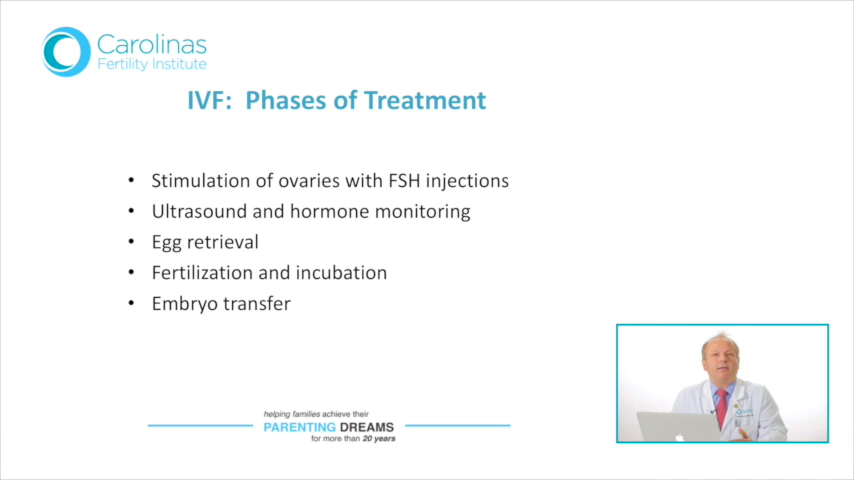 Carolinas
Fertility Institute
IVF: Phases of Treatment
• Stimulation of ovaries with FSH injections
• Ultrasound and hormone monitoring
• Egg retrieval
• Fertilization and incubation
• Embryo transfer
helping families achieve their
PARENTING DREAMS
for more than 20 years